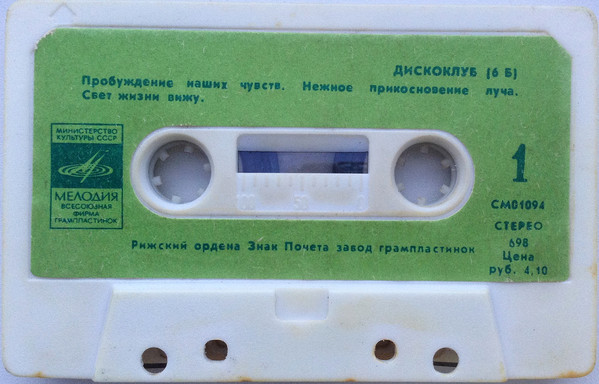 ДИСКОКЛУБ (6 Б)
Пробуждение наших чувств. Нежное прикосновение луча.
Свет жизни вижу.
МИНИСТЕРСТВО
КУЛЬТУРЫ СССР
МЕЛОДИЯ
ВСЕСОЮЗНАЯ
ФИРМА
ГРАМПЛАСТИНОК
1
СМ01094
СТЕРЕО
698
Цена
руб. 4,10
100 50
Рижский ордена Знак Почета завод грампластинок